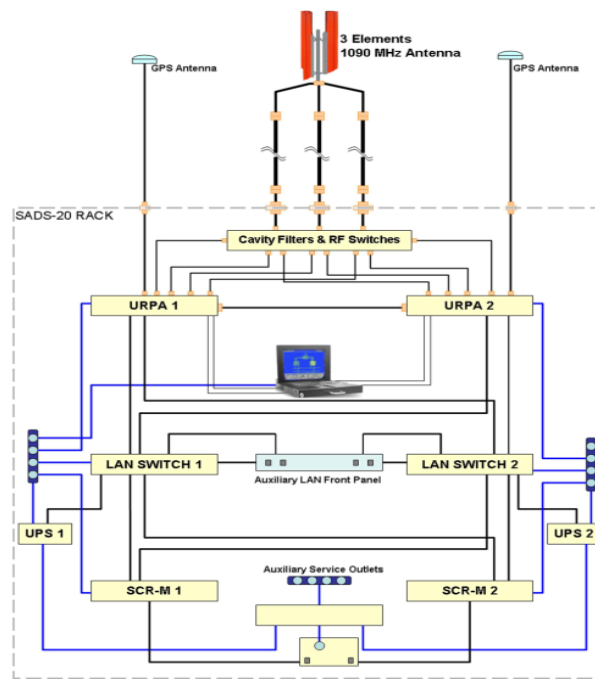 3 Elements
1090 MHz Antenna
GPS Antenna
GPS Antenna
SADS-20 RACK
Cavity Filters & RF Switches
URPA 1
URPA 2
LAN SWITCH 1
LAN SWITCH 2
Auxiliary LAN Front Panel
UPS 1
UPS 2
Auxiliary Service Outlets
SCR-M 1
SCR-M 2